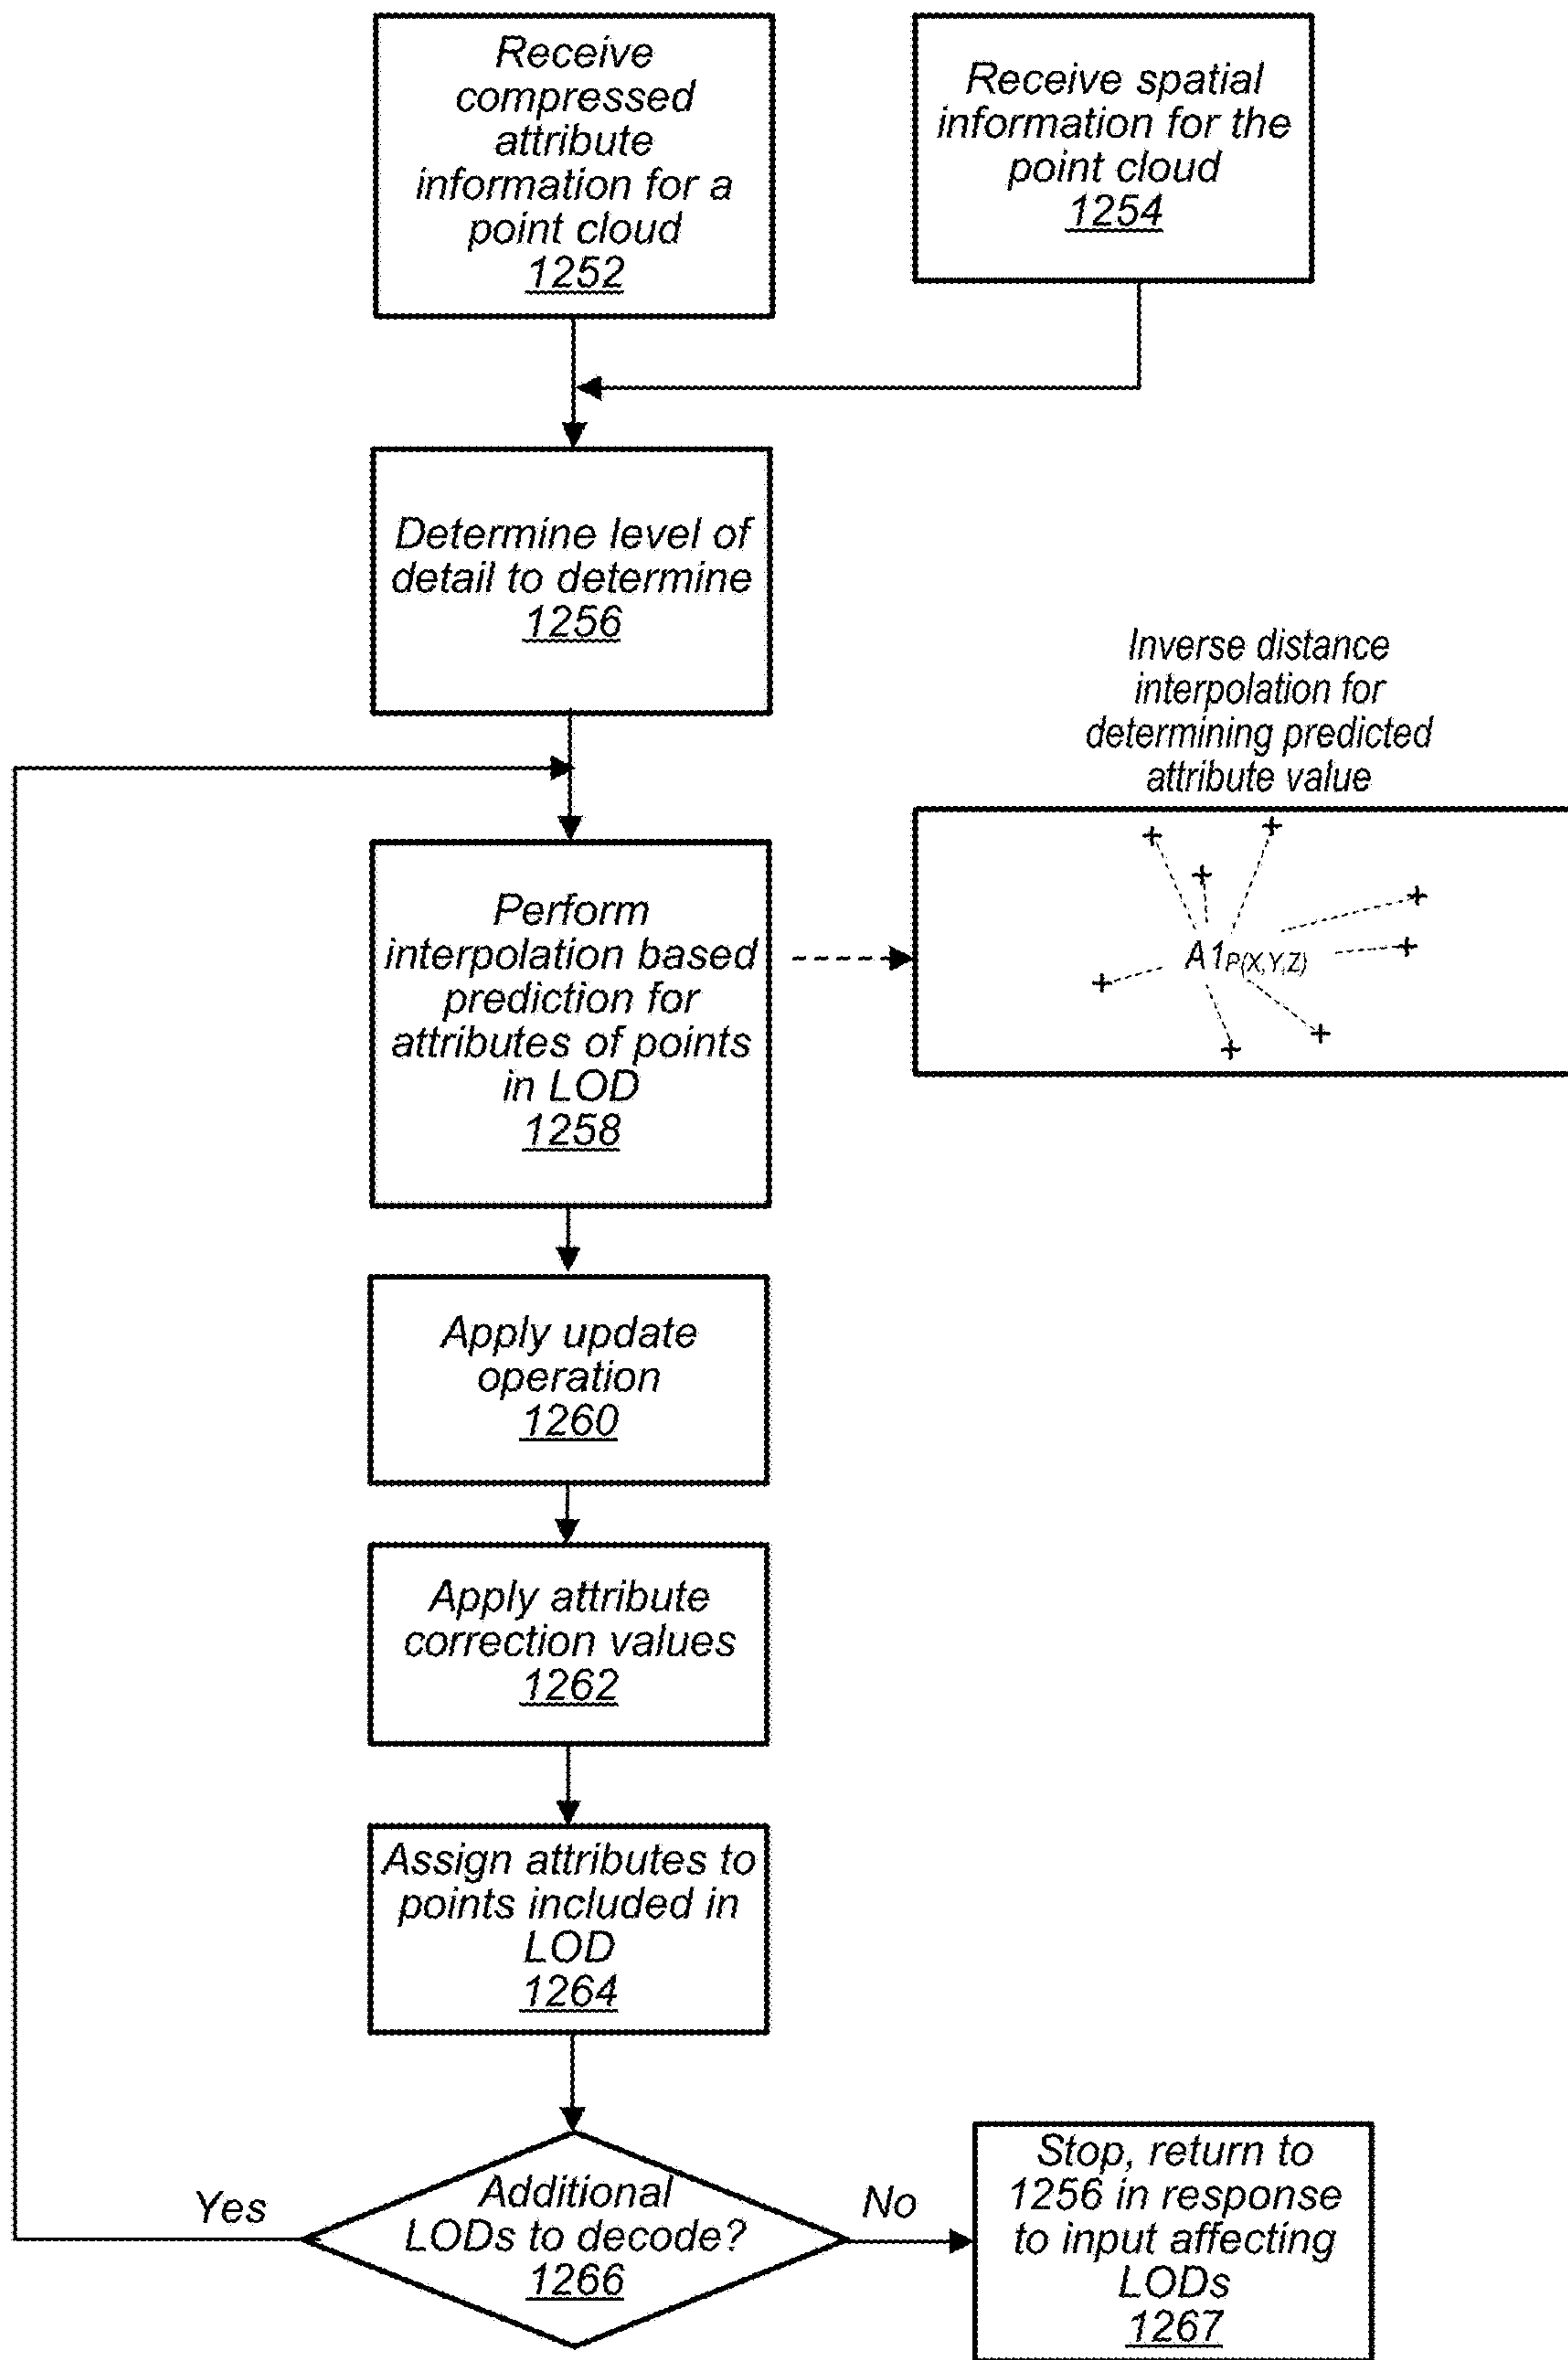 Receive
compressed
attribute
information for a
point cloud
1252
Receive spatial
information for the
point cloud
1254
Determine level of
detail to determine
1256
Inverse distance
interpolation for
determining predicted
attribute value
Perform
interpolation based
prediction for
attributes of points
in LOD
1258
A1P(X,Y,Z)
Apply update
operation
1260
Apply attribute
correction values
1262
Assign attributes to
points included in
LOD
1264
Additional
LODs to decode?
1266
Yes
No
Stop, return to
1256 in response
to input affecting
LODs
1267